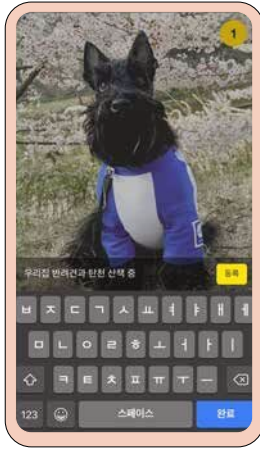 1
우리집 반려견과 탄천 산책 중
등록
ㅂ ㅈ ㄷ ㄱ ㅅ ㅛ ㅕ ㅑ ㅐ ㅔ
ㅁ ㄴ ㅇ ㄹ ㅎ ㅗ ㅓ ㅏ ㅣ
ㅋ ㅌ ㅊ ㅍ ㅠ ㅜ ㅡ
123 스페이스 완료